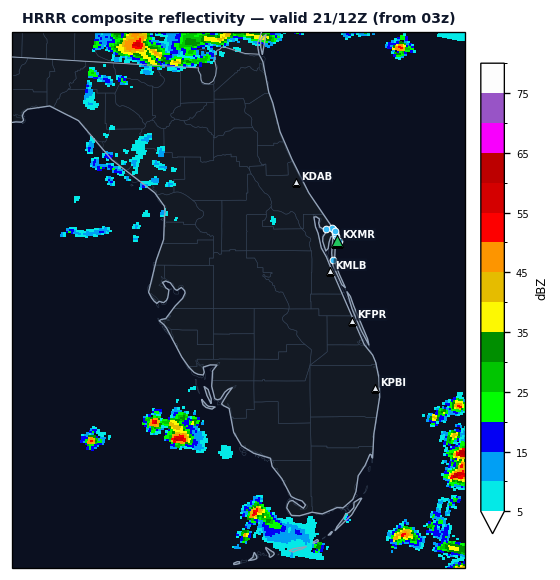 HRRR composite reflectivity — valid 21/12Z (from 03z)
KDAB
KXMR
KMLB
KFPR
KPBI
75
65
55
45
35
25
15
5
dBZ